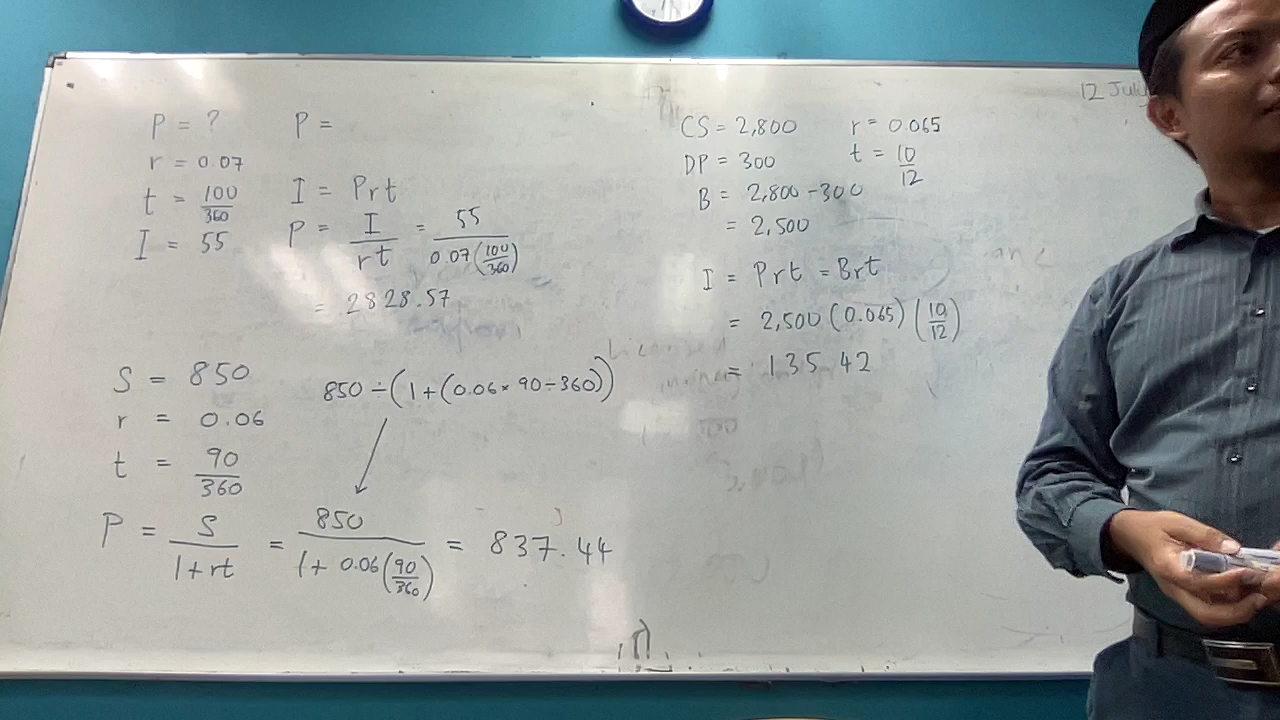 P = ? P =
r = 0.07
t = 100/360 I = Prt
I = 55 P = I/rt = 55/0.07(100/360)
= 2828.57
S = 850 850 ÷ (1+(0.06 × 90 ÷ 360))
r = 0.06
t = 90/360
P = S/1+rt = 850/1+ 0.06(90/360) = 837.44
12 July
CS = 2,800 r = 0.065
DP = 300 t = 10/12
B = 2,800 - 300
= 2,500
I = Prt = Brt
= 2,500 (0.065) (10/12)
= 135.42